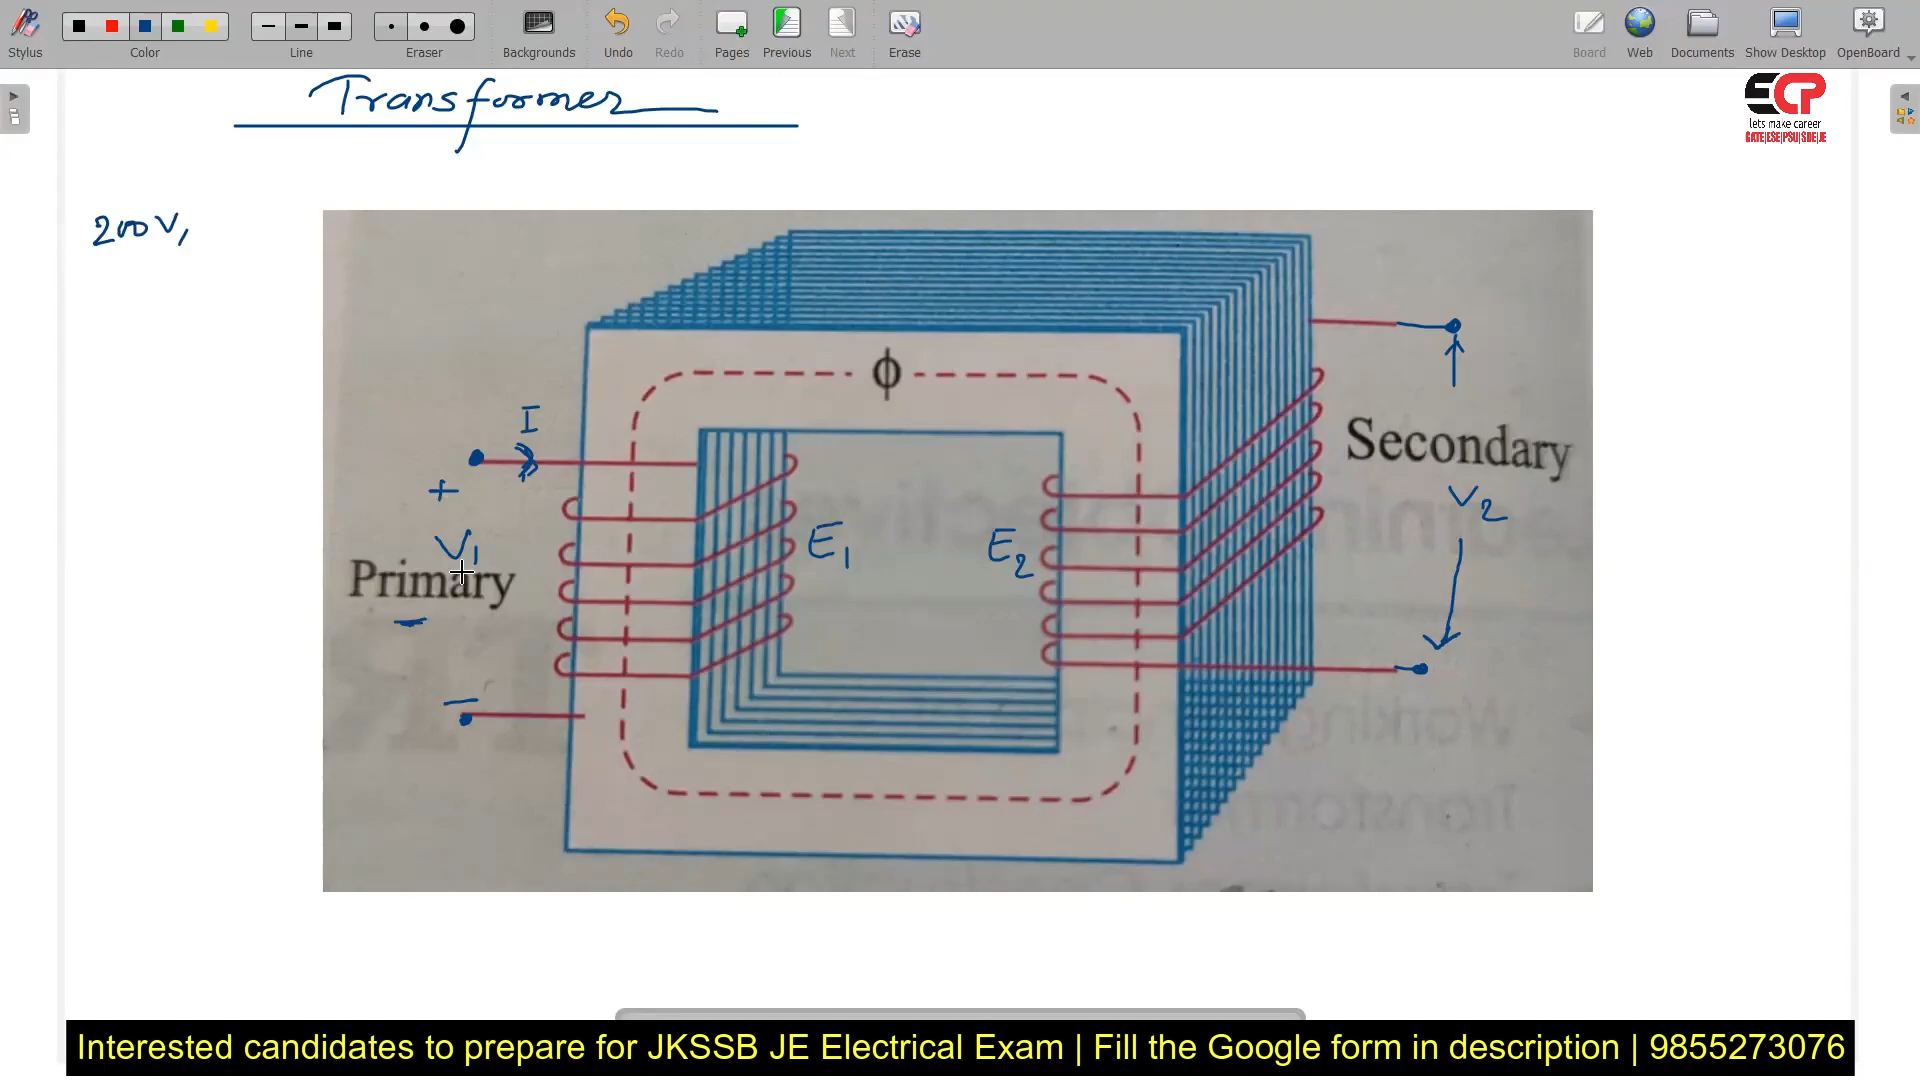 Stylus Color Line Eraser Backgrounds Undo Redo Pages Previous Next Erase Board Web Documents Show Desktop OpenBoard
Transformer
ECP
lets make career
GATE|ESE|PSU|SDE|JE
200V,
ϕ
I
Secondary
+
V1
E1
E2
V2
Primary
-
-
Interested candidates to prepare for JKSSB JE Electrical Exam | Fill the Google form in description | 9855273076